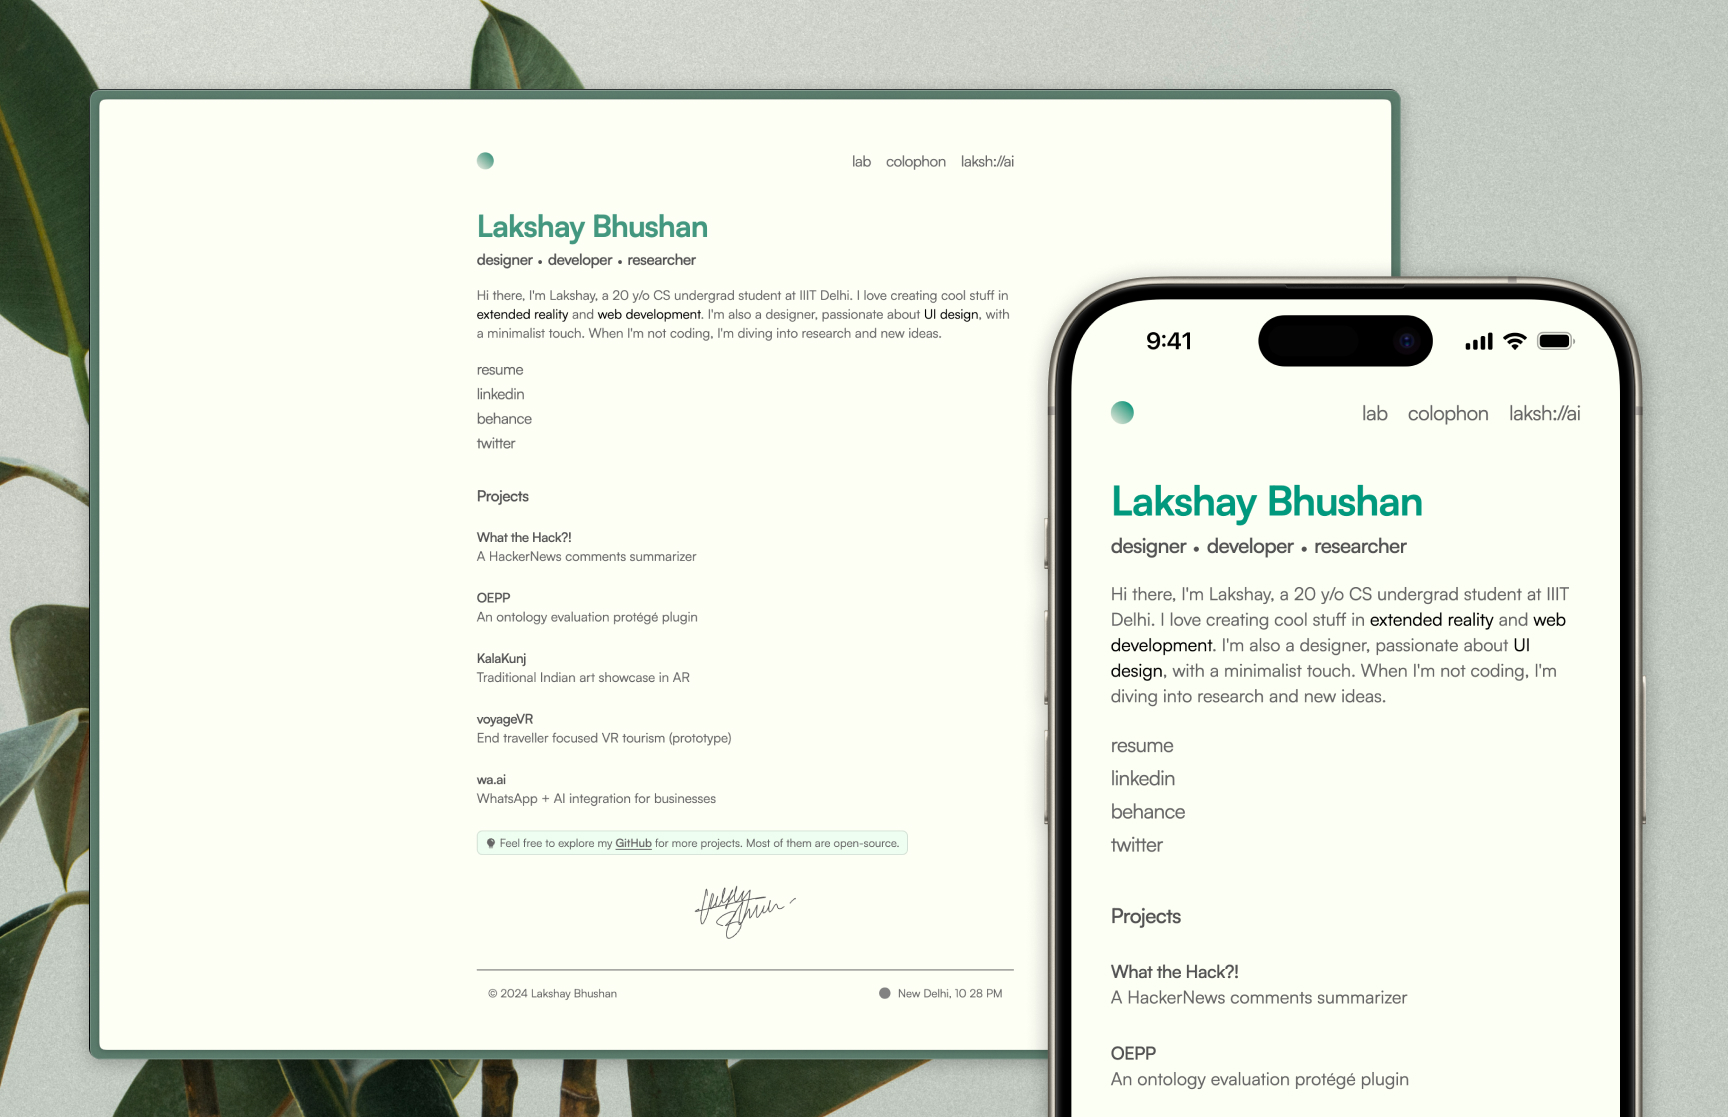 lab colophon laksh://ai
Lakshay Bhushan
designer • developer • researcher
Hi there, I'm Lakshay, a 20 y/o CS undergrad student at IIIT Delhi. I love creating cool stuff in
extended reality and web development. I'm also a designer, passionate about UI design, with
a minimalist touch. When I'm not coding, I'm diving into research and new ideas.
resume
linkedin
behance
twitter
Projects
What the Hack?!
A HackerNews comments summarizer
OEPP
An ontology evaluation protégé plugin
KalaKunj
Traditional Indian art showcase in AR
voyageVR
End traveller focused VR tourism (prototype)
wa.ai
WhatsApp + AI integration for businesses
Feel free to explore my GitHub for more projects. Most of them are open-source.
© 2024 Lakshay Bhushan
New Delhi, 10 28 PM
9:41
lab colophon laksh://ai
Lakshay Bhushan
designer • developer • researcher
Hi there, I'm Lakshay, a 20 y/o CS undergrad student at IIIT
Delhi. I love creating cool stuff in extended reality and web
development. I'm also a designer, passionate about UI
design, with a minimalist touch. When I'm not coding, I'm
diving into research and new ideas.
resume
linkedin
behance
twitter
Projects
What the Hack?!
A HackerNews comments summarizer
OEPP
An ontology evaluation protégé plugin